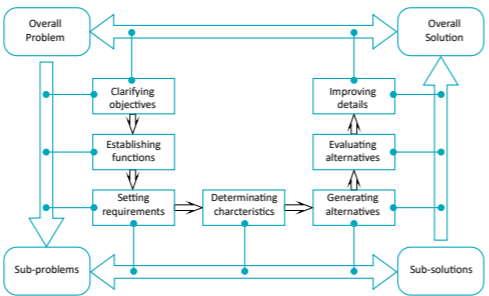 Overall
Problem
Overall
Solution
Clarifying
objectives
Improving
details
Establishing
functions
Evaluating
alternatives
Setting
requirements
Determinating
charcteristics
Generating
alternatives
Sub-problems
Sub-solutions